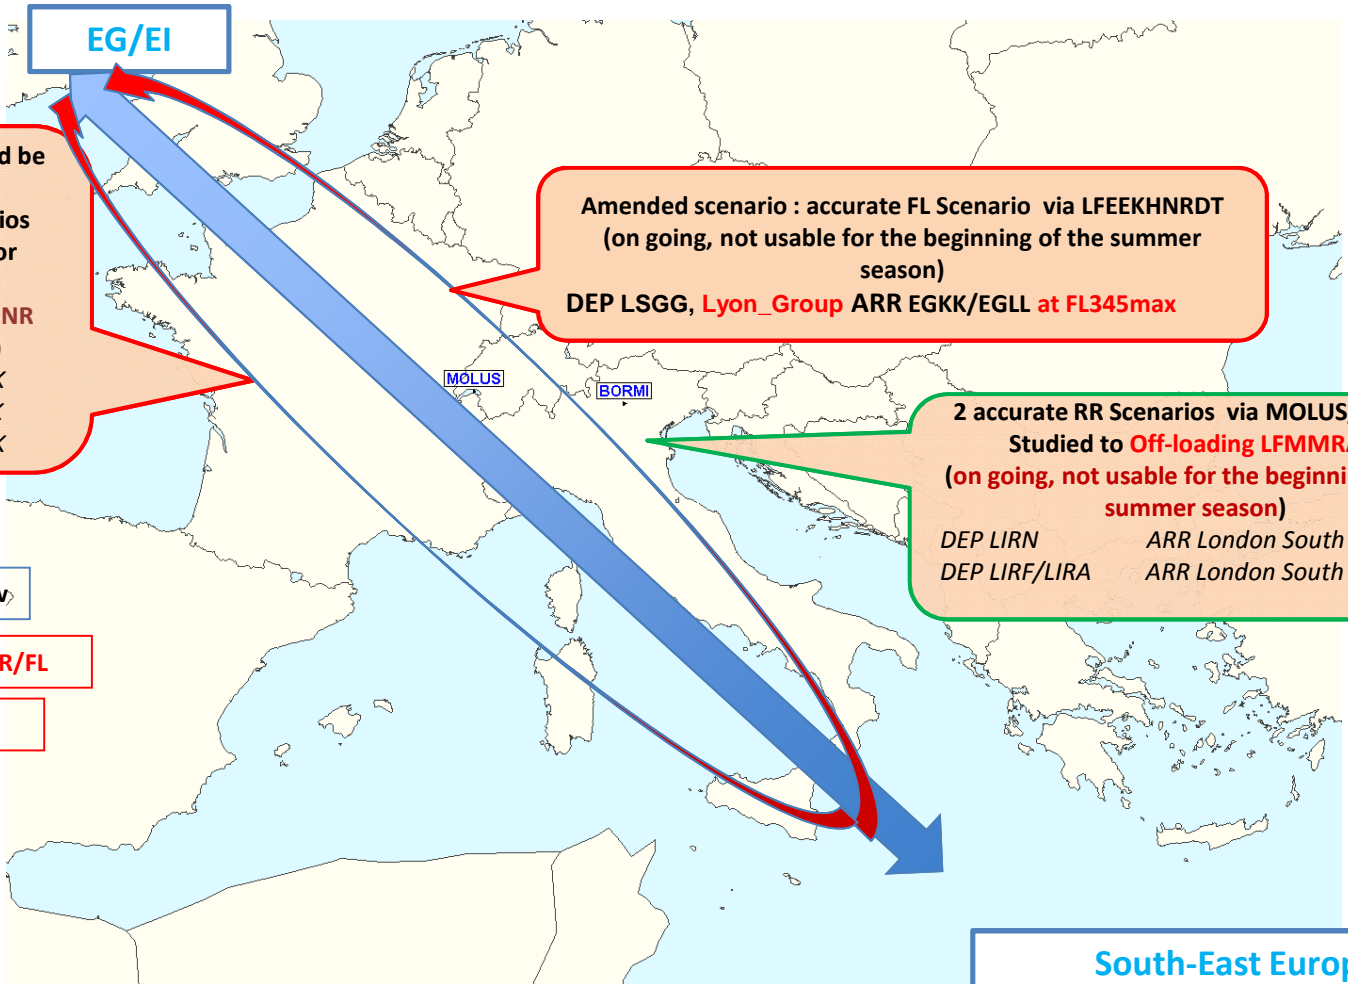 EG/EI
d be
ios
or
NR
)
K
K
Amended scenario : accurate FL Scenario via LFEEKHNRDT
(on going, not usable for the beginning of the summer
season)
DEP LSGG, Lyon_Group ARR EGKK/EGLL at FL345max
MOLUS
BORMI
2 accurate RR Scenarios via MOLUS
Studied to Off-loading LFMMR
(on going, not usable for the beginni
summer season)
DEP LIRN ARR London South
DEP LIRF/LIRA ARR London South
R/FL
South-East Europ